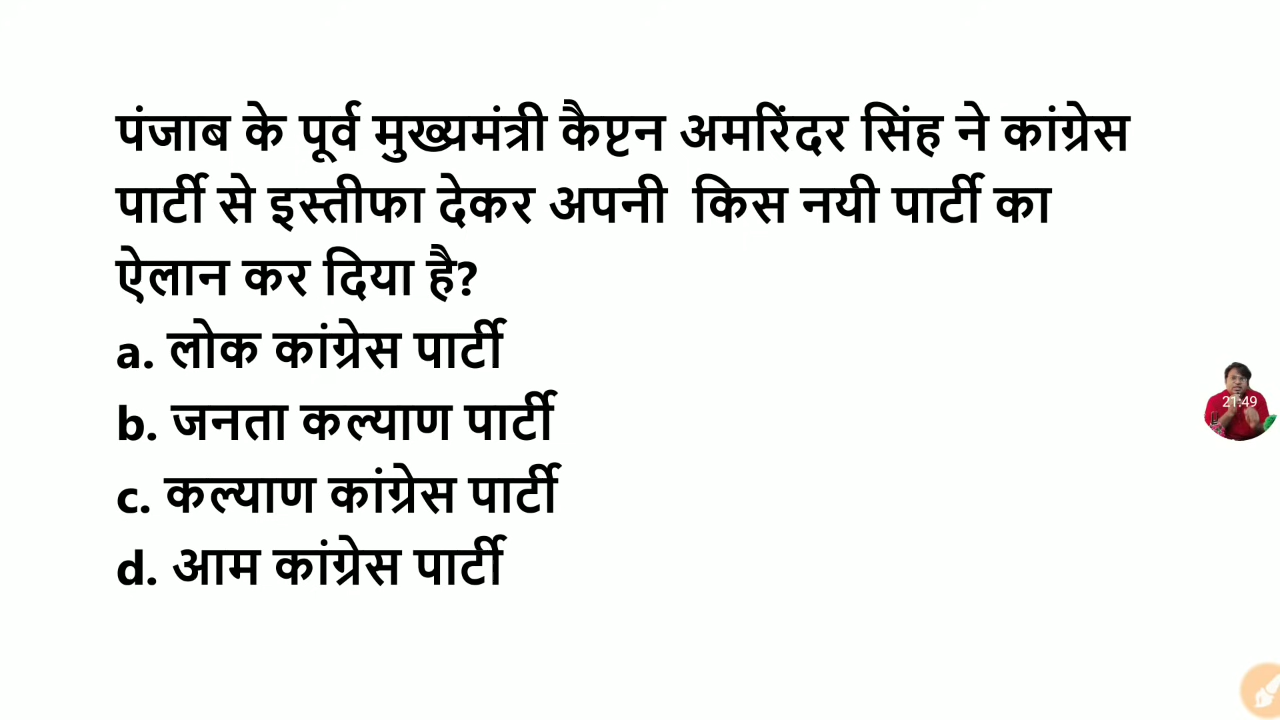 पंजाब के पूर्व मुख्यमंत्री कैप्टन अमरिंदर सिंह ने कांग्रेस
पार्टी से इस्तीफा देकर अपनी किस नयी पार्टी का
ऐलान कर दिया है?
a. लोक कांग्रेस पार्टी
b. जनता कल्याण पार्टी
c. कल्याण कांग्रेस पार्टी
d. आम कांग्रेस पार्टी
21:49